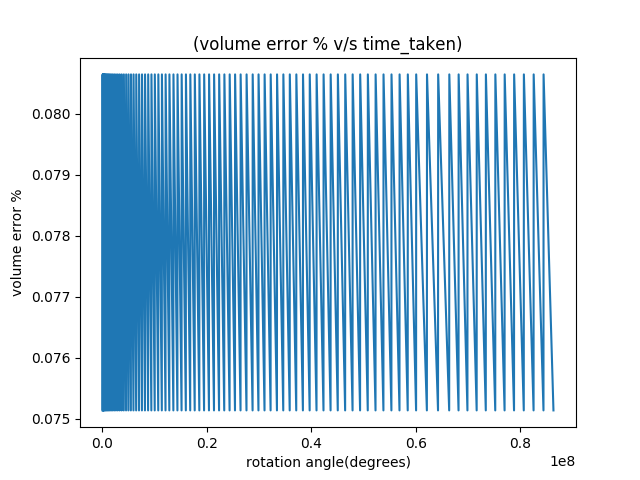 (volume error % v/s time_taken)
volume error %
0.080
0.079
0.078
0.077
0.076
0.075
0.0 0.2 0.4 0.6 0.8
1e8
rotation angle(degrees)